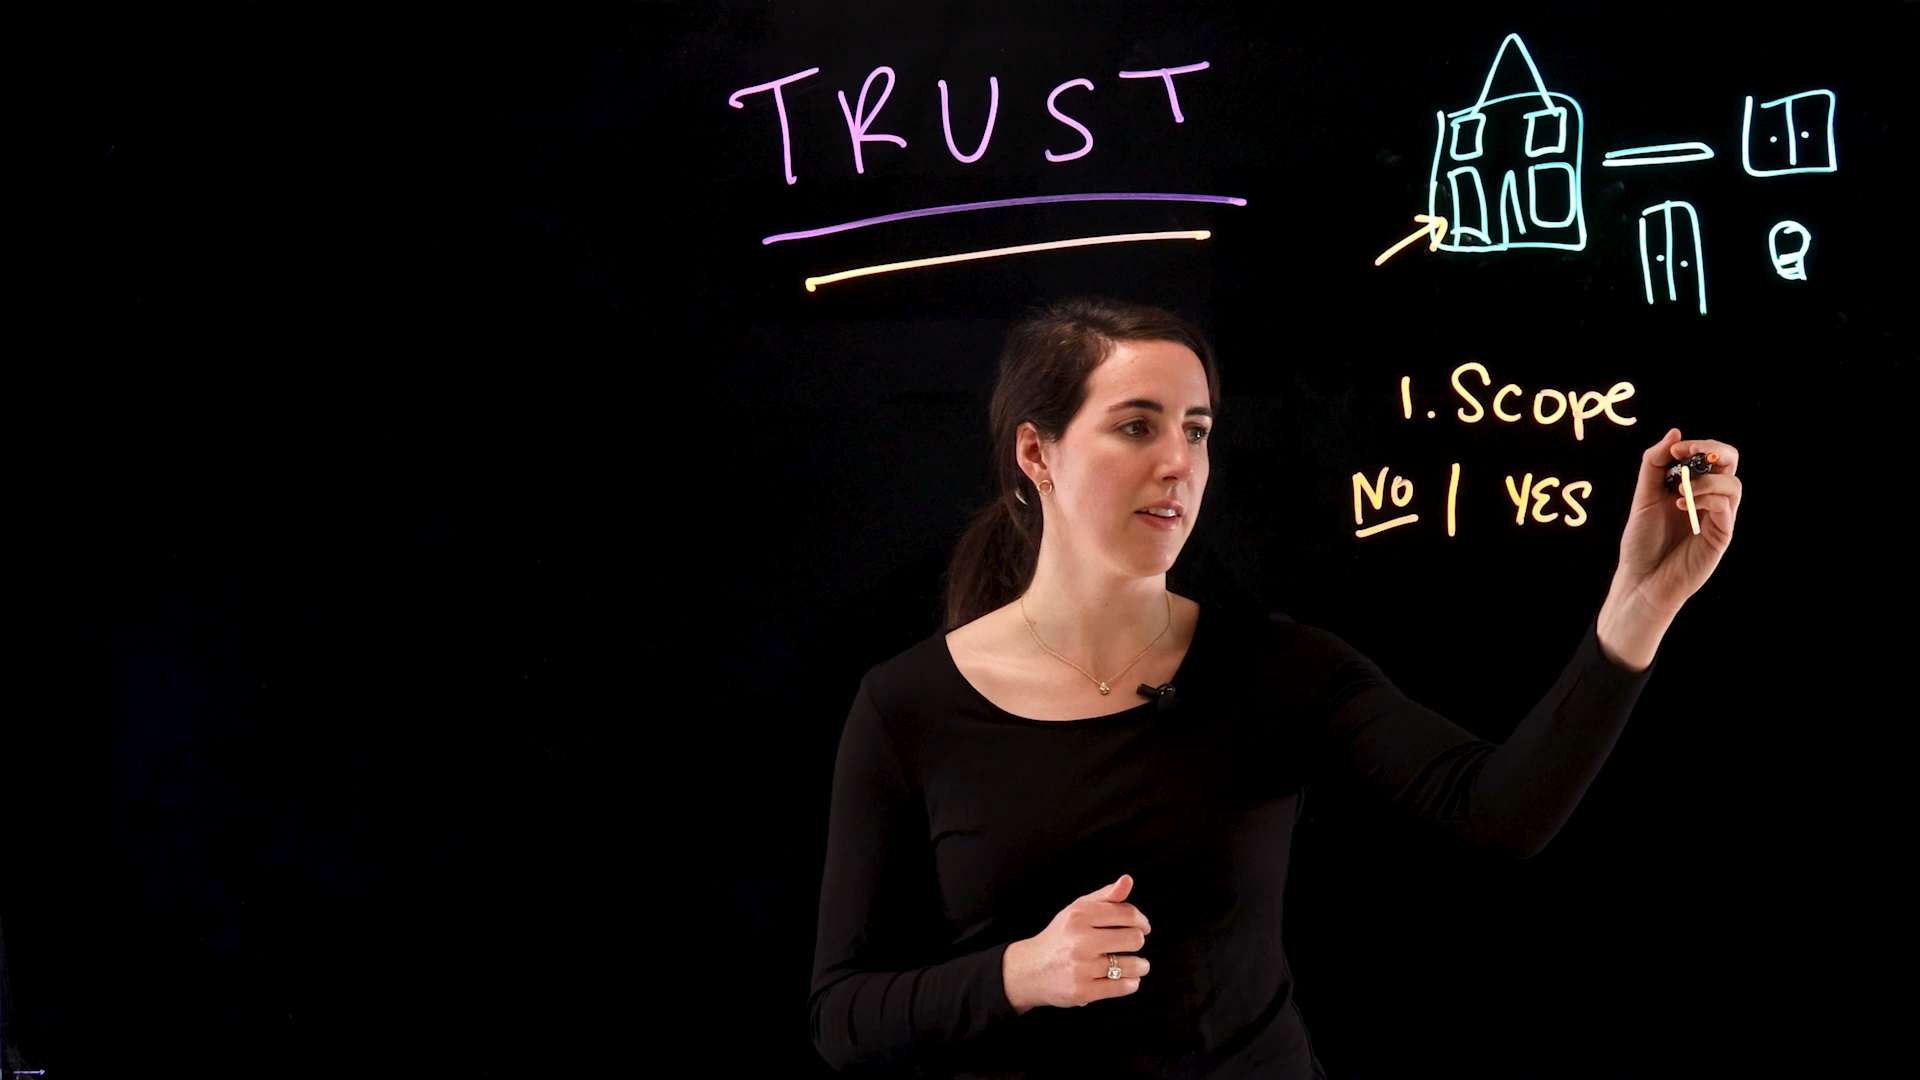 TRUST
1. Scope
NO | YES |